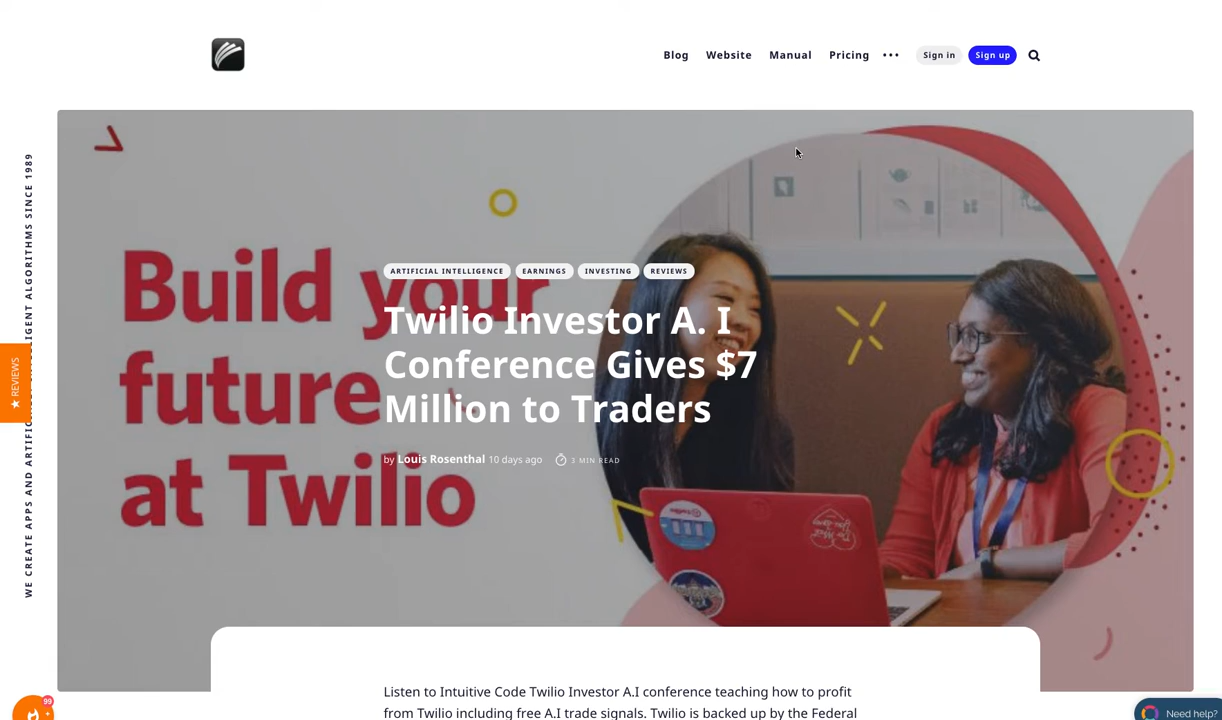 Blog Website Manual Pricing ••• Sign in Sign up
WE CREATE APPS AND ARTIFICIAL INTELLIGENT ALGORITHMS SINCE 1989
★ REVIEWS
Build your
future
at Twilio
ARTIFICIAL INTELLIGENCE EARNINGS INVESTING REVIEWS
Twilio Investor A. I
Conference Gives $7
Million to Traders
by Louis Rosenthal 10 days ago 3 MIN READ
Listen to Intuitive Code Twilio Investor A.I conference teaching how to profit
from Twilio including free A.I trade signals. Twilio is backed up by the Federal
99
Need help?